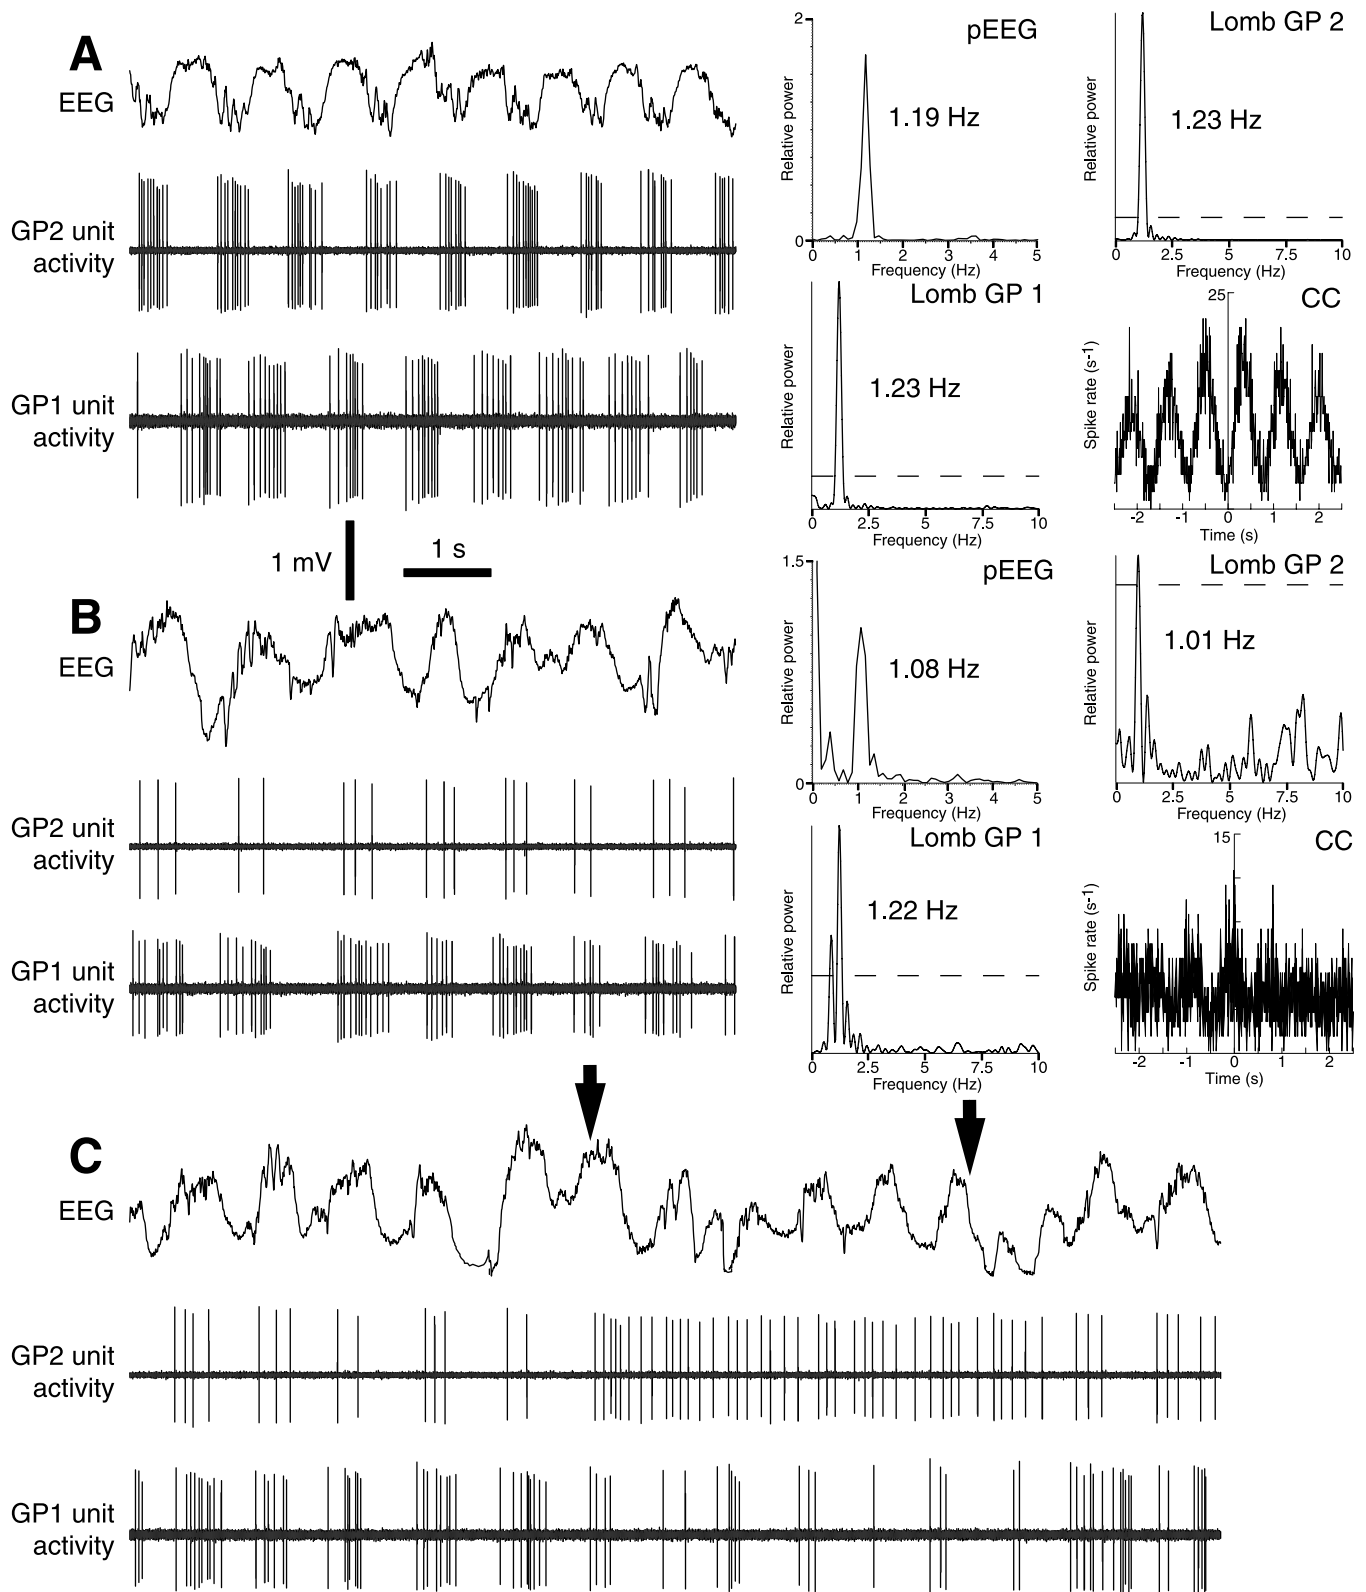 A
EEG
GP2 unit
activity
GP1 unit
activity
1 mV
1 s
pEEG
2
0
Relative power
1.19 Hz
0 1 2 3 4 5
Frequency (Hz)
Lomb GP 2
Relative power
1.23 Hz
0 2.5 5 7.5 10
Frequency (Hz)
Lomb GP 1
Relative power
1.23 Hz
0 2.5 5 7.5 10
Frequency (Hz)
CC
25
Spike rate (s-1)
-2 -1 0 1 2
Time (s)
B
EEG
GP2 unit
activity
GP1 unit
activity
pEEG
1.5
0
Relative power
1.08 Hz
0 1 2 3 4 5
Frequency (Hz)
Lomb GP 2
Relative power
1.01 Hz
0 2.5 5 7.5 10
Frequency (Hz)
Lomb GP 1
Relative power
1.22 Hz
0 2.5 5 7.5 10
Frequency (Hz)
CC
15
Spike rate (s-1)
-2 -1 0 1 2
Time (s)
C
EEG
GP2 unit
activity
GP1 unit
activity